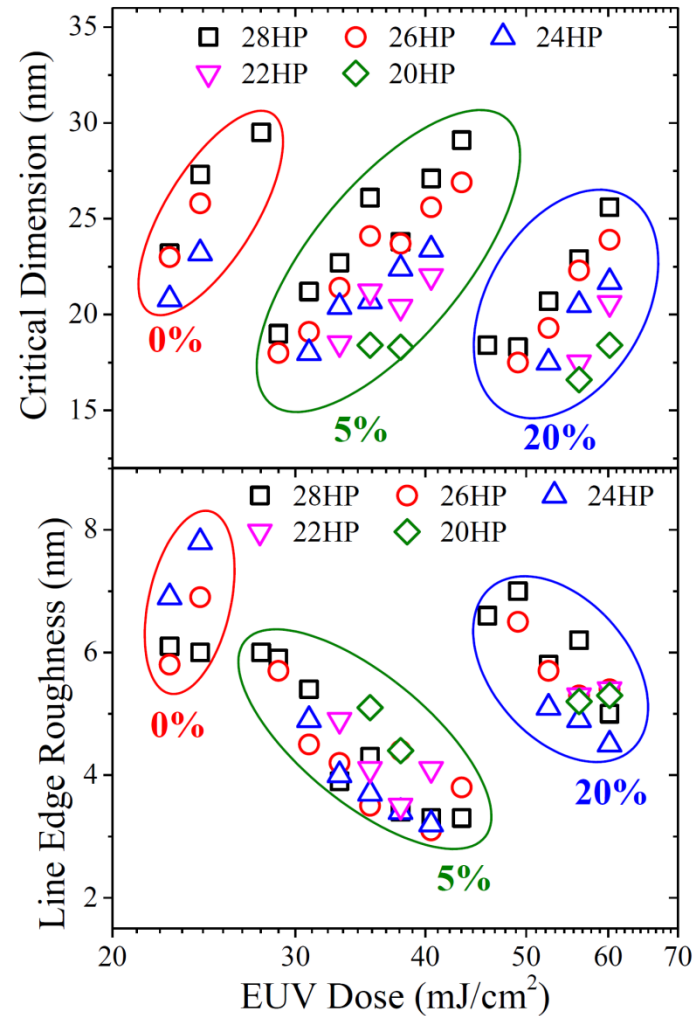 35
30
25
20
15
Critical Dimension (nm)
28HP 26HP 24HP
22HP 20HP
0%
5%
20%
8
6
4
2
Line Edge Roughness (nm)
28HP 26HP 24HP
22HP 20HP
0%
5%
20%
20 30 40 50 60 70
EUV Dose (mJ/cm²)